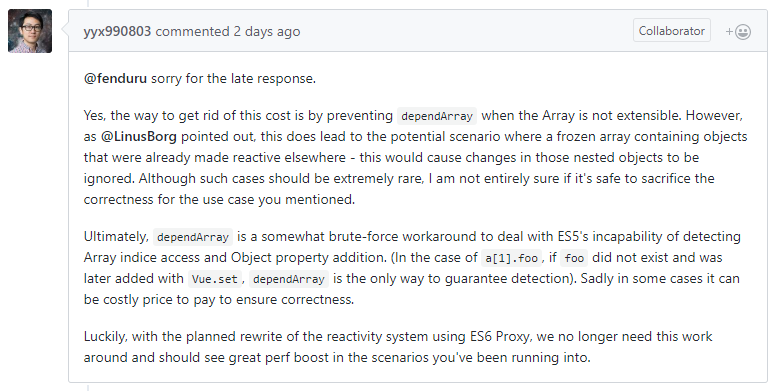 yyx990803 commented 2 days ago
Collaborator
@fenduru sorry for the late response.
Yes, the way to get rid of this cost is by preventing dependArray when the Array is not extensible. However,
as @LinusBorg pointed out, this does lead to the potential scenario where a frozen array containing objects
that were already made reactive elsewhere - this would cause changes in those nested objects to be
ignored. Although such cases should be extremely rare, I am not entirely sure if it's safe to sacrifice the
correctness for the use case you mentioned.
Ultimately, dependArray is a somewhat brute-force workaround to deal with ES5's incapability of detecting
Array indice access and Object property addition. (In the case of a[1].foo, if foo did not exist and was
later added with Vue.set, dependArray is the only way to guarantee detection). Sadly in some cases it can
be costly price to pay to ensure correctness.
Luckily, with the planned rewrite of the reactivity system using ES6 Proxy, we no longer need this work
around and should see great perf boost in the scenarios you've been running into.